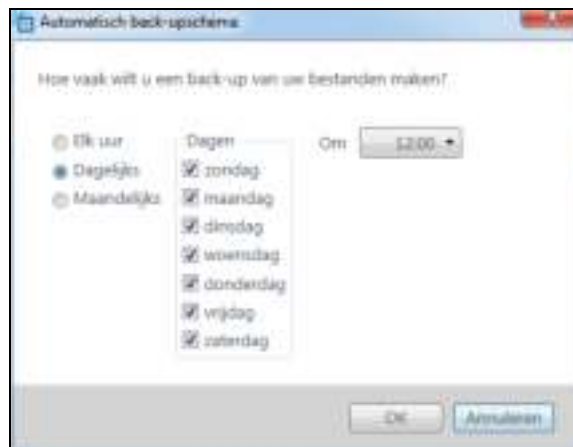 Automatisch back-upschema
Hoe vaak wilt u een back-up van uw bestanden maken?
Elk uur
Dagelijks
Maandelijks
Dagen
zondag
maandag
dinsdag
woensdag
donderdag
vrijdag
zaterdag
Om 12:00
OK Annuleren